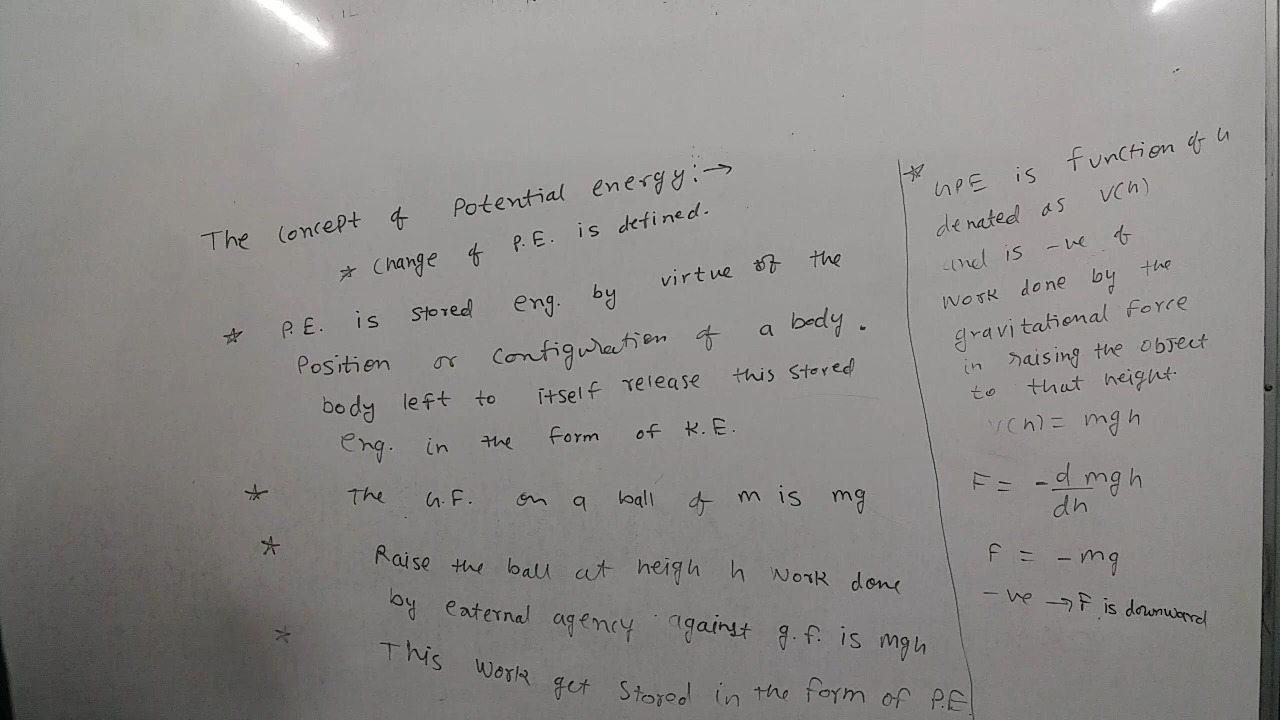 The Concept of Potential energy:→
* Change of P.E. is defined.
* P.E. is stored eng. by virtue of the
Position or configuration of a body.
body left to itself release this stored
eng. in the form of K.E.
* The G.F. on a ball of m is mg
* Raise the ball at heigh h Work done
by external agency against g.f. is mgh
* This work get stored in the form of P.E.
* GPE is function of h
denated as V(h)
and is -ve of
work done by the
gravitational force
in raising the object
to that height.
V(h) = mgh
F = - d mgh
dh
F = - mg
-ve → F is downward